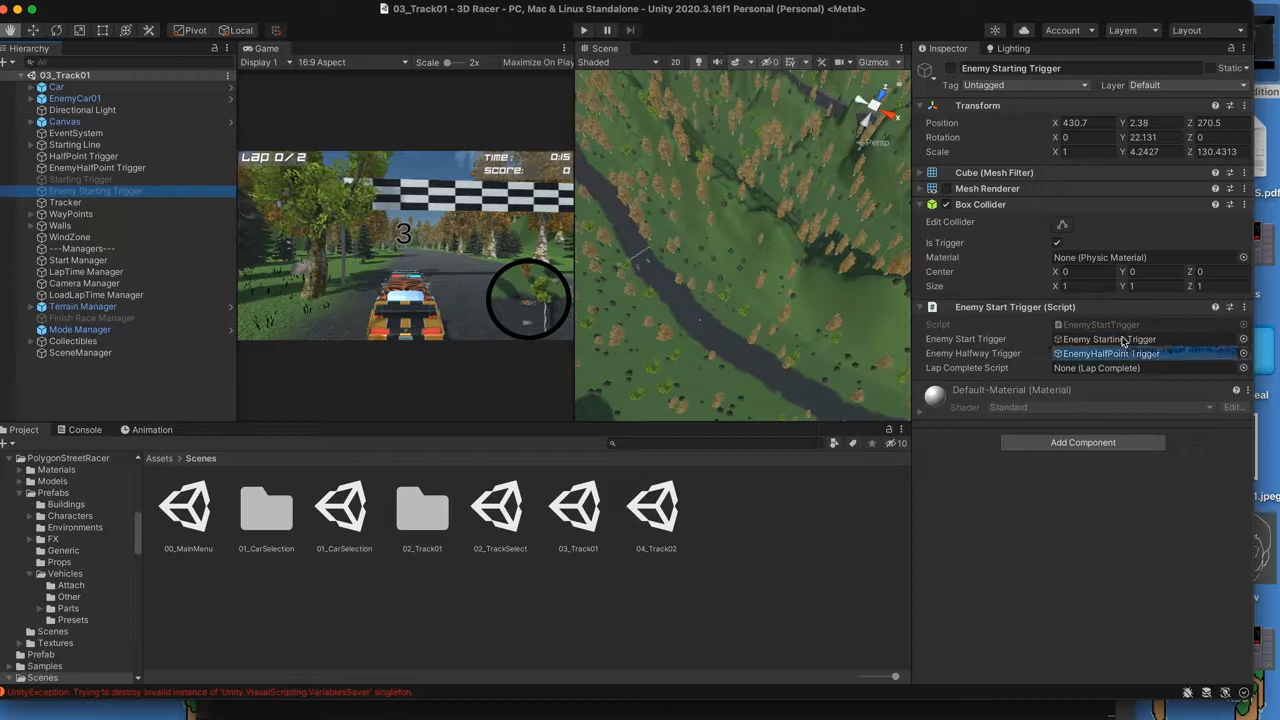 03_Track01 - 3D Racer - PC, Mac & Linux Standalone - Unity 2020.3.16f1 Personal (Personal) <Metal>
Pivot
Local
Account
Layers
Layout
Hierarchy
Game
Scene
Inspector
Lighting
All
Display 1
16:9 Aspect
Scale
2x
Maximize On Play
Shaded
2D
0
Gizmos
Enemy Starting Trigger
Static
Tag
Untagged
Layer
Default
03_Track01
Car
EnemyCar01
Directional Light
Canvas
EventSystem
Starting Line
HalfPoint Trigger
EnemyHalfPoint Trigger
Starting Trigger
Enemy Starting Trigger
Tracker
WayPoints
Walls
WindZone
---Managers---
Start Manager
LapTime Manager
Camera Manager
LoadLapTime Manager
Terrain Manager
Finish Race Manager
Mode Manager
Collectibles
SceneManager
Lap 0/2
Time: 0:15
Score: 0
3
z
x
Persp
Transform
Position X 430.7 Y 2.38 Z 270.5
Rotation X 0 Y 22.131 Z 0
Scale X 1 Y 4.2427 Z 130.4313
Cube (Mesh Filter)
Mesh Renderer
Box Collider
Edit Collider
Is Trigger
Material None (Physic Material)
Center X 0 Y 0 Z 0
Size X 1 Y 1 Z 1
Enemy Start Trigger (Script)
Script EnemyStartTrigger
Enemy Start Trigger Enemy Starting Trigger
Enemy Halfway Trigger EnemyHalfPoint Trigger
Lap Complete Script None (Lap Complete)
Default-Material (Material)
Shader Standard Edit...
Add Component
Project
Console
Animation
10
PolygonStreetRacer
Materials
Models
Prefabs
Buildings
Characters
Environments
FX
Generic
Props
Vehicles
Attach
Other
Parts
Presets
Scenes
Textures
Prefab
Samples
Scenes
Assets > Scenes
00_MainMenu
01_CarSelection
01_CarSelection
02_Track01
02_TrackSelect
03_Track01
04_Track02
UnityException: Trying to destroy invalid instance of 'Unity.VisualScripting.VariablesSaver' singleton.